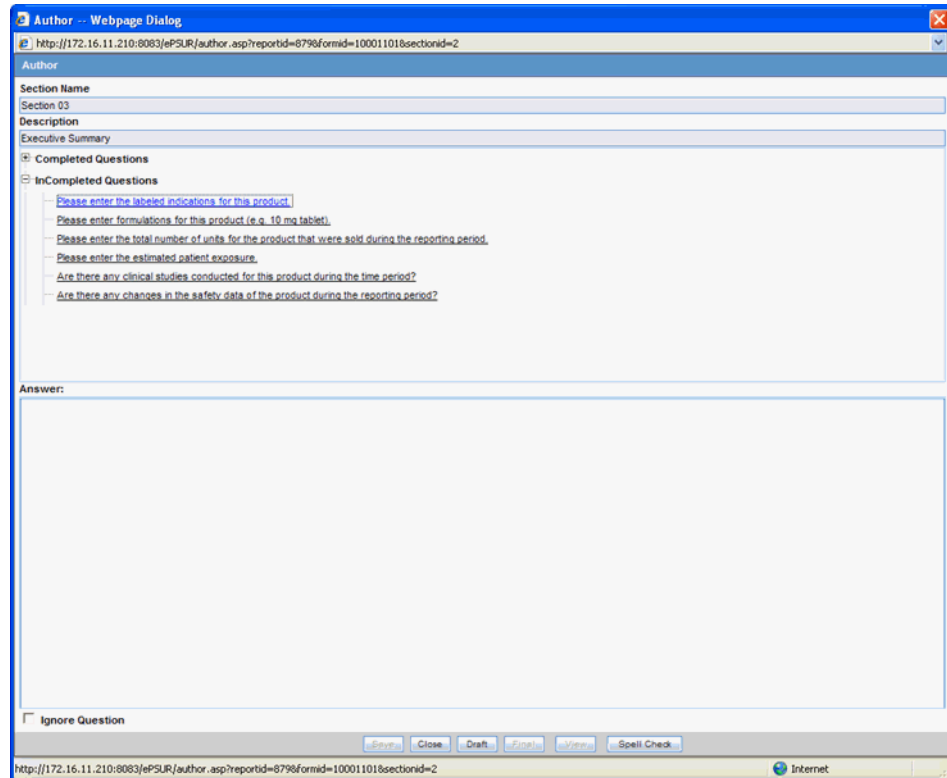 Author -- Webpage Dialog
http://172.16.11.210:8083/ePSUR/author.asp?reportid=879&formid=10001101&sectionid=2
Author
Section Name
Section 03
Description
Executive Summary
Completed Questions
InCompleted Questions
Please enter the labeled indications for this product.
Please enter formulations for this product (e.g. 10 mg tablet).
Please enter the total number of units for the product that were sold during the reporting period.
Please enter the estimated patient exposure.
Are there any clinical studies conducted for this product during the time period?
Are there any changes in the safety data of the product during the reporting period?
Answer:
Ignore Question
Save Close Draft Final View Spell Check
http://172.16.11.210:8083/ePSUR/author.asp?reportid=879&formid=10001101&sectionid=2 Internet